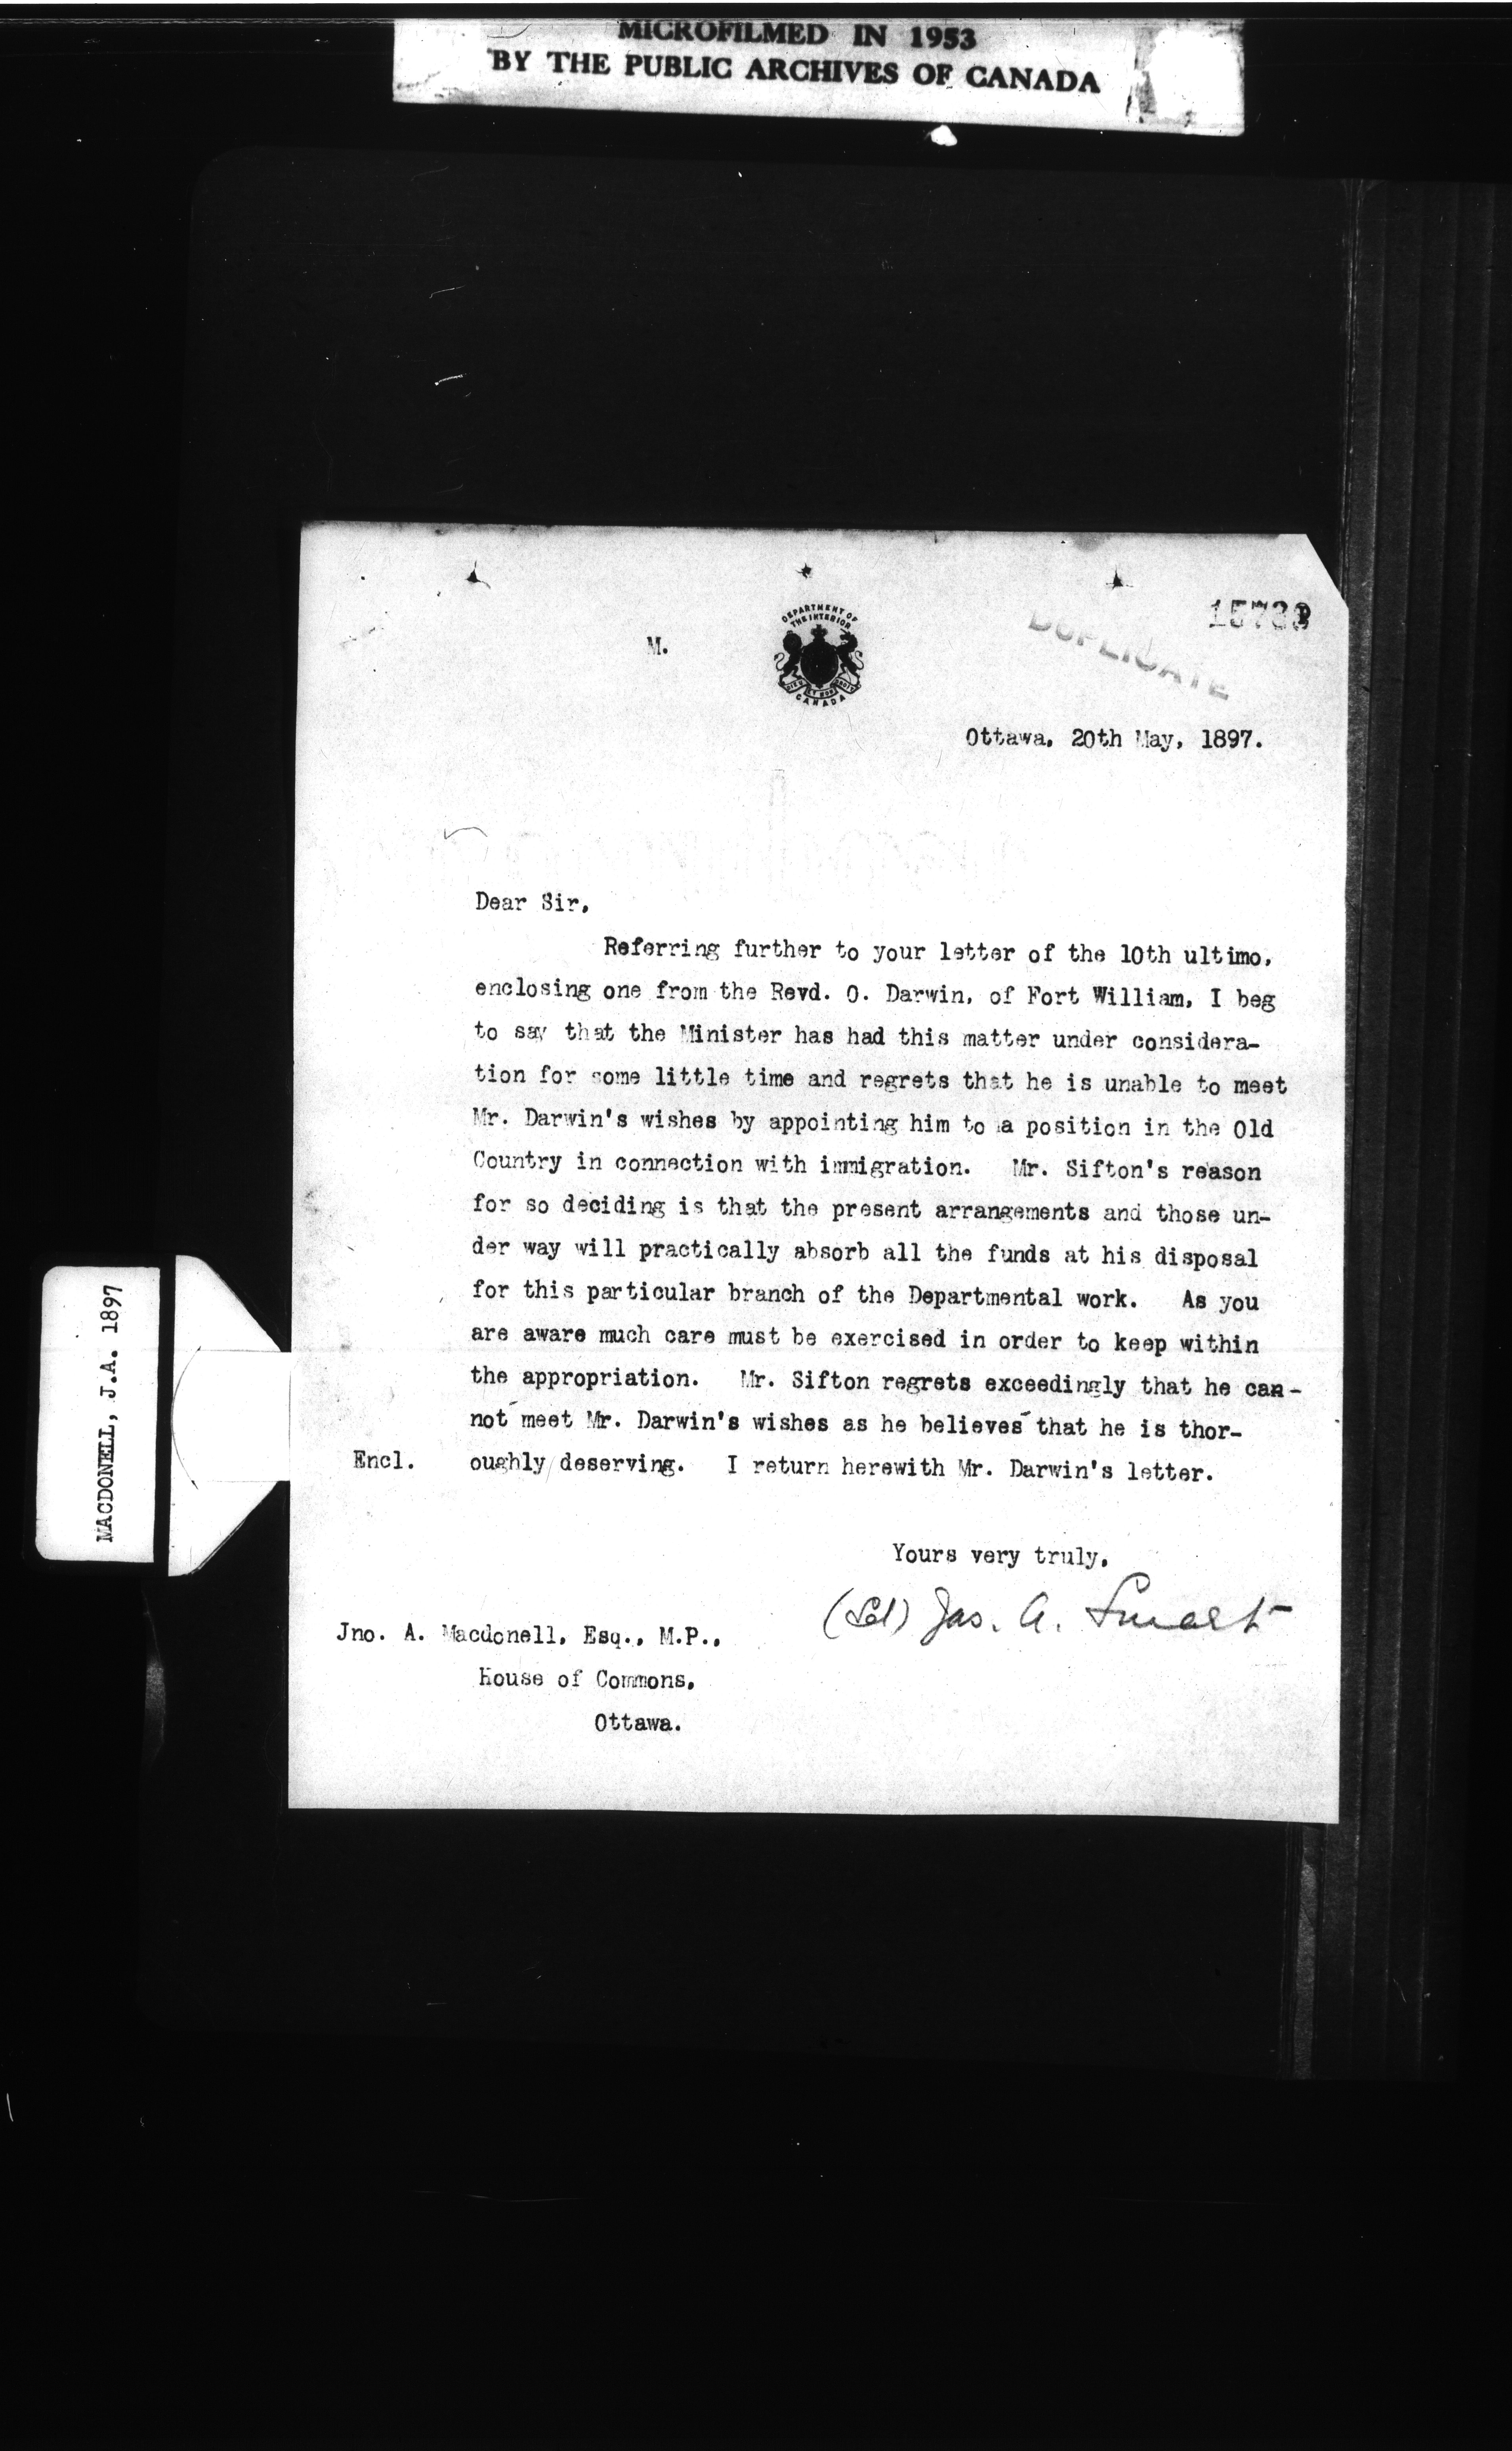 MICROFILMED IN 1953
BY THE PUBLIC ARCHIVES OF CANADA
DEPARTMENT OF
THE INTERIOR
DIEU ET MON DROIT
CANADA
M.
DUPLICATE
Ottawa, 20th May, 1897.
Dear Sir,
Referring further to your letter of the 10th ultimo,
enclosing one from the Revd. O. Darwin, of Fort William, I beg
to say that the Minister has had this matter under considera-
tion for some little time and regrets that he is unable to meet
Mr. Darwin's wishes by appointing him to a position in the Old
Country in connection with immigration. Mr. Sifton's reason
for so deciding is that the present arrangements and those un-
der way will practically absorb all the funds at his disposal
for this particular branch of the Departmental work. As you
are aware much care must be exercised in order to keep within
the appropriation. Mr. Sifton regrets exceedingly that he can-
not meet Mr. Darwin's wishes as he believes that he is thor-
Encl. oughly deserving. I return herewith Mr. Darwin's letter.
Yours very truly,
(Sd) Jas. A. Smart
Jno. A. Macdonell, Esq., M.P.,
House of Commons,
Ottawa.
MACDONELL, J.A. 1897